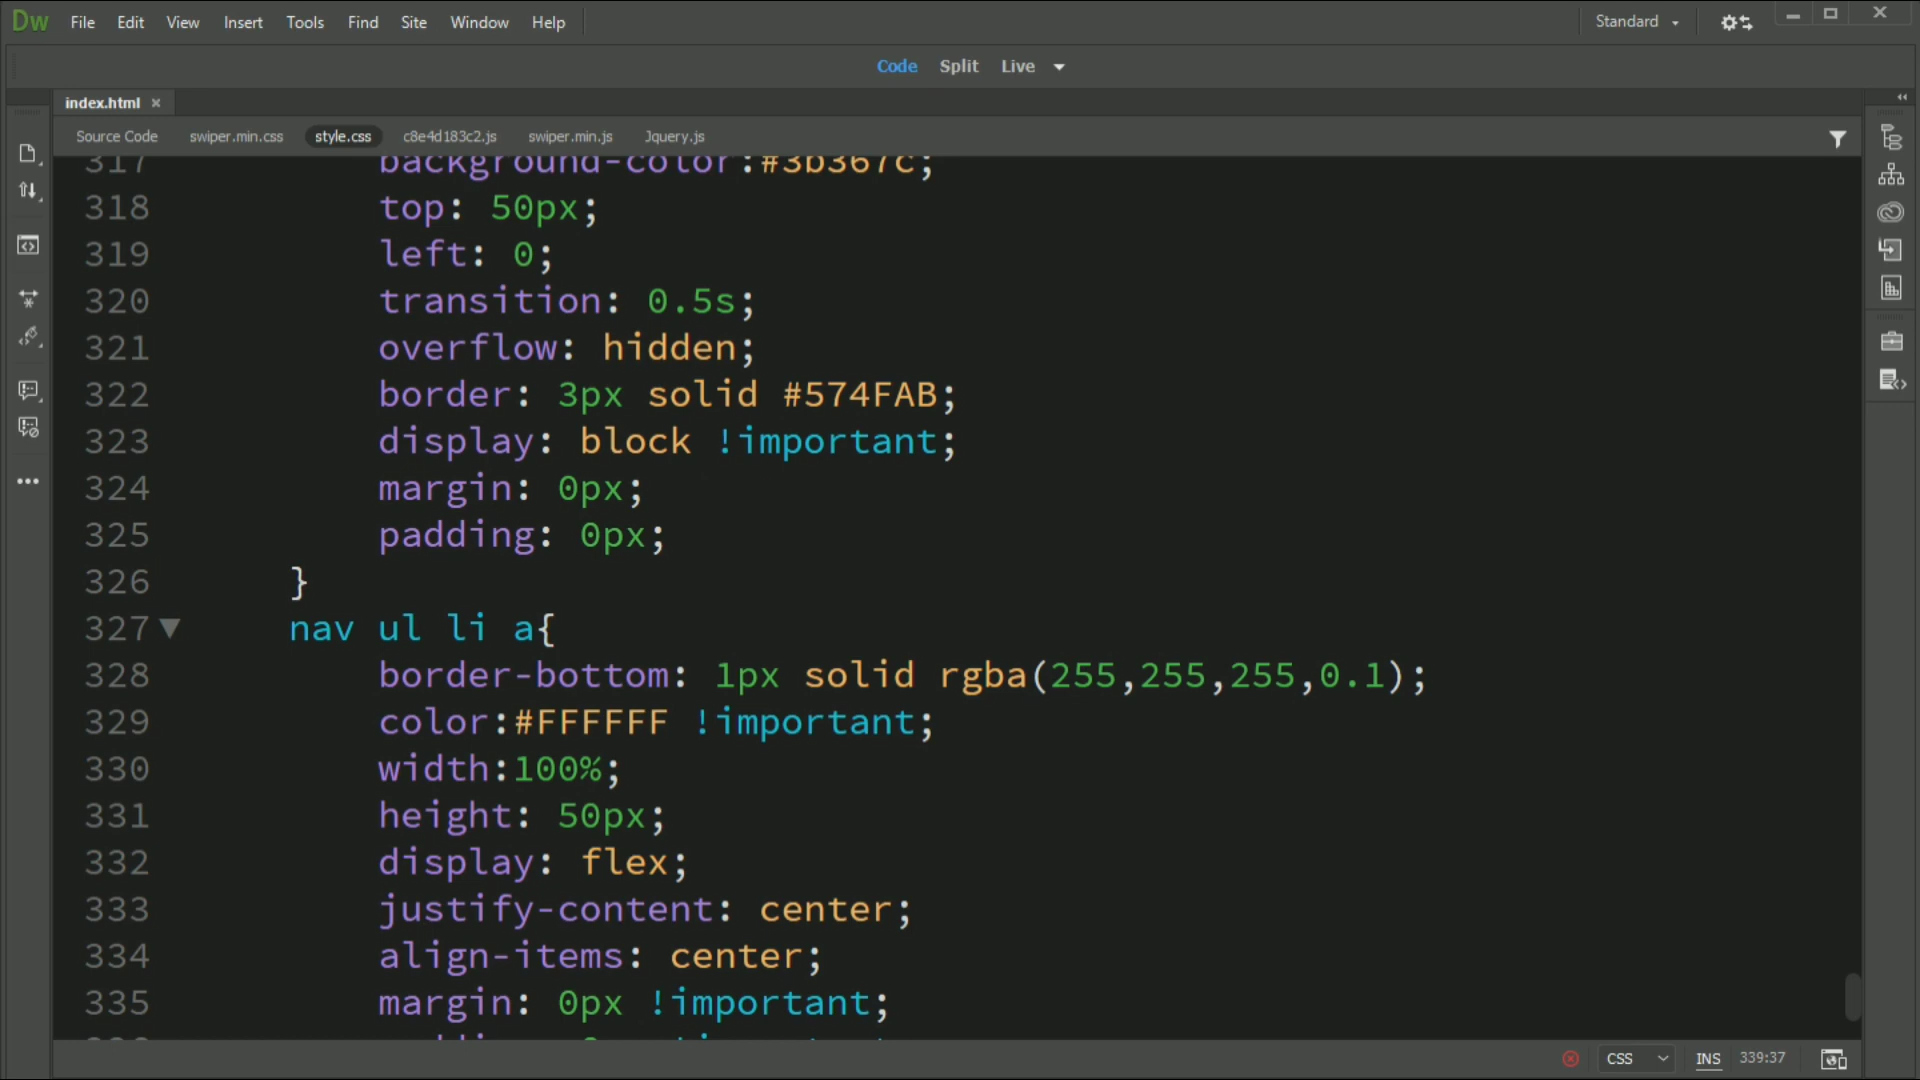 Dw File Edit View Insert Tools Find Site Window Help Standard
Code Split Live
index.html
Source Code swiper.min.css style.css c8e4d183c2.js swiper.min.js Jquery.js
317 background-color:#3b367c;
318 top: 50px;
319 left: 0;
320 transition: 0.5s;
321 overflow: hidden;
322 border: 3px solid #574FAB;
323 display: block !important;
324 margin: 0px;
325 padding: 0px;
326 }
327 nav ul li a{
328 border-bottom: 1px solid rgba(255,255,255,0.1);
329 color:#FFFFFF !important;
330 width:100%;
331 height: 50px;
332 display: flex;
333 justify-content: center;
334 align-items: center;
335 margin: 0px !important;
CSS INS 339:37